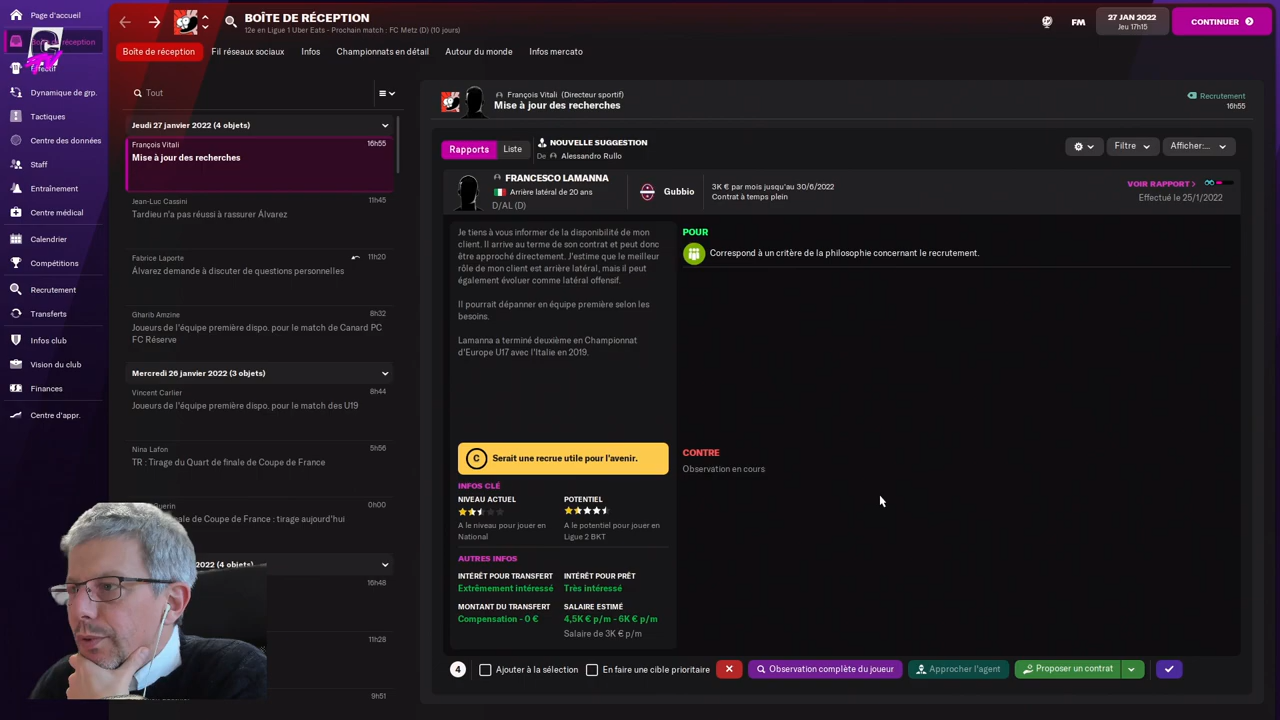 Page d'accueil
Boîte de réception
Effectif
Dynamique de grp.
Tactiques
Centre des données
Staff
Entraînement
Centre médical
Calendrier
Compétitions
Recrutement
Transferts
Infos club
Vision du club
Finances
Centre d'appr.
BOÎTE DE RÉCEPTION
12e en Ligue 1 Uber Eats - Prochain match : FC Metz (D) (10 jours)
FM
27 JAN 2022
Jeu 17h15
CONTINUER
Boîte de réception
Fil réseaux sociaux
Infos
Championnats en détail
Autour du monde
Infos mercato
Tout
Jeudi 27 janvier 2022 (4 objets)
François Vitali 16h55
Mise à jour des recherches
Jean-Luc Cassini 11h45
Tardieu n'a pas réussi à rassurer Álvarez
Fabrice Laporte 11h20
Álvarez demande à discuter de questions personnelles
Gharib Amzine 8h32
Joueurs de l'équipe première dispo. pour le match de Canard PC
FC Réserve
Mercredi 26 janvier 2022 (3 objets)
Vincent Carlier 8h44
Joueurs de l'équipe première dispo. pour le match des U19
Nina Lafon 5h56
TR : Tirage du Quart de finale de Coupe de France
0h00
de Coupe de France : tirage aujourd'hui
2022 (4 objets)
16h48
11h28
9h51
François Vitali (Directeur sportif)
Mise à jour des recherches
Recrutement
16h55
Rapports
Liste
NOUVELLE SUGGESTION
De Alessandro Rullo
Filtre
Afficher:...
FRANCESCO LAMANNA
Arrière latéral de 20 ans
D/AL (D)
Gubbio
3K € par mois jusqu'au 30/6/2022
Contrat à temps plein
VOIR RAPPORT >
Effectué le 25/1/2022
Je tiens à vous informer de la disponibilité de mon
client. Il arrive au terme de son contrat et peut donc
être approché directement. J'estime que le meilleur
rôle de mon client est arrière latéral, mais il peut
également évoluer comme latéral offensif.
Il pourrait dépanner en équipe première selon les
besoins.
Lamanna a terminé deuxième en Championnat
d'Europe U17 avec l'Italie en 2019.
C Serait une recrue utile pour l'avenir.
INFOS CLÉ
NIVEAU ACTUEL
A le niveau pour jouer en
National
POTENTIEL
A le potentiel pour jouer en
Ligue 2 BKT
AUTRES INFOS
INTÉRÊT POUR TRANSFERT
Extrêmement intéressé
INTÉRÊT POUR PRÊT
Très intéressé
MONTANT DU TRANSFERT
Compensation - 0 €
SALAIRE ESTIMÉ
4,5K € p/m - 6K € p/m
Salaire de 3K € p/m
POUR
Correspond à un critère de la philosophie concernant le recrutement.
CONTRE
Observation en cours
4
Ajouter à la sélection
En faire une cible prioritaire
Observation complète du joueur
Approcher l'agent
Proposer un contrat